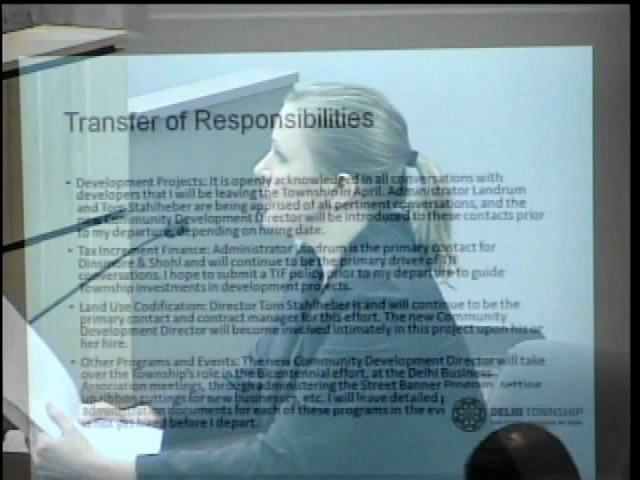 Transfer of Responsibilities
• Development Projects: It is openly acknowledged in all conversations with
developers that I will be leaving the Township in April. Administrator Landrum
and Tom Stahlheber are being apprised of all pertinent conversations, and the
Community Development Director will be introduced to these contacts prior
to my departure, depending on hiring date.
• Tax Increment Finance: Administrator Landrum is the primary contact for
Dinsmore & Shohl and will continue to be the primary driver of TIF
conversations. I hope to submit a TIF policy prior to my departure to guide
Township investments in development projects.
• Land Use Codification: Director Tom Stahlheber is and will continue to be the
primary contact and contract manager for this effort. The new Community
Development Director will become involved intimately in this project upon his or
her hire.
• Other Programs and Events: The new Community Development Director will take
over the Township's role in the Bicentennial effort, at the Delhi Business
Association meetings, through administering the Street Banner Program, setting
up ribbon cuttings for new businesses, etc. I will leave detailed
documents for each of these programs in the
hired before I depart.
DELHI TOWNSHIP